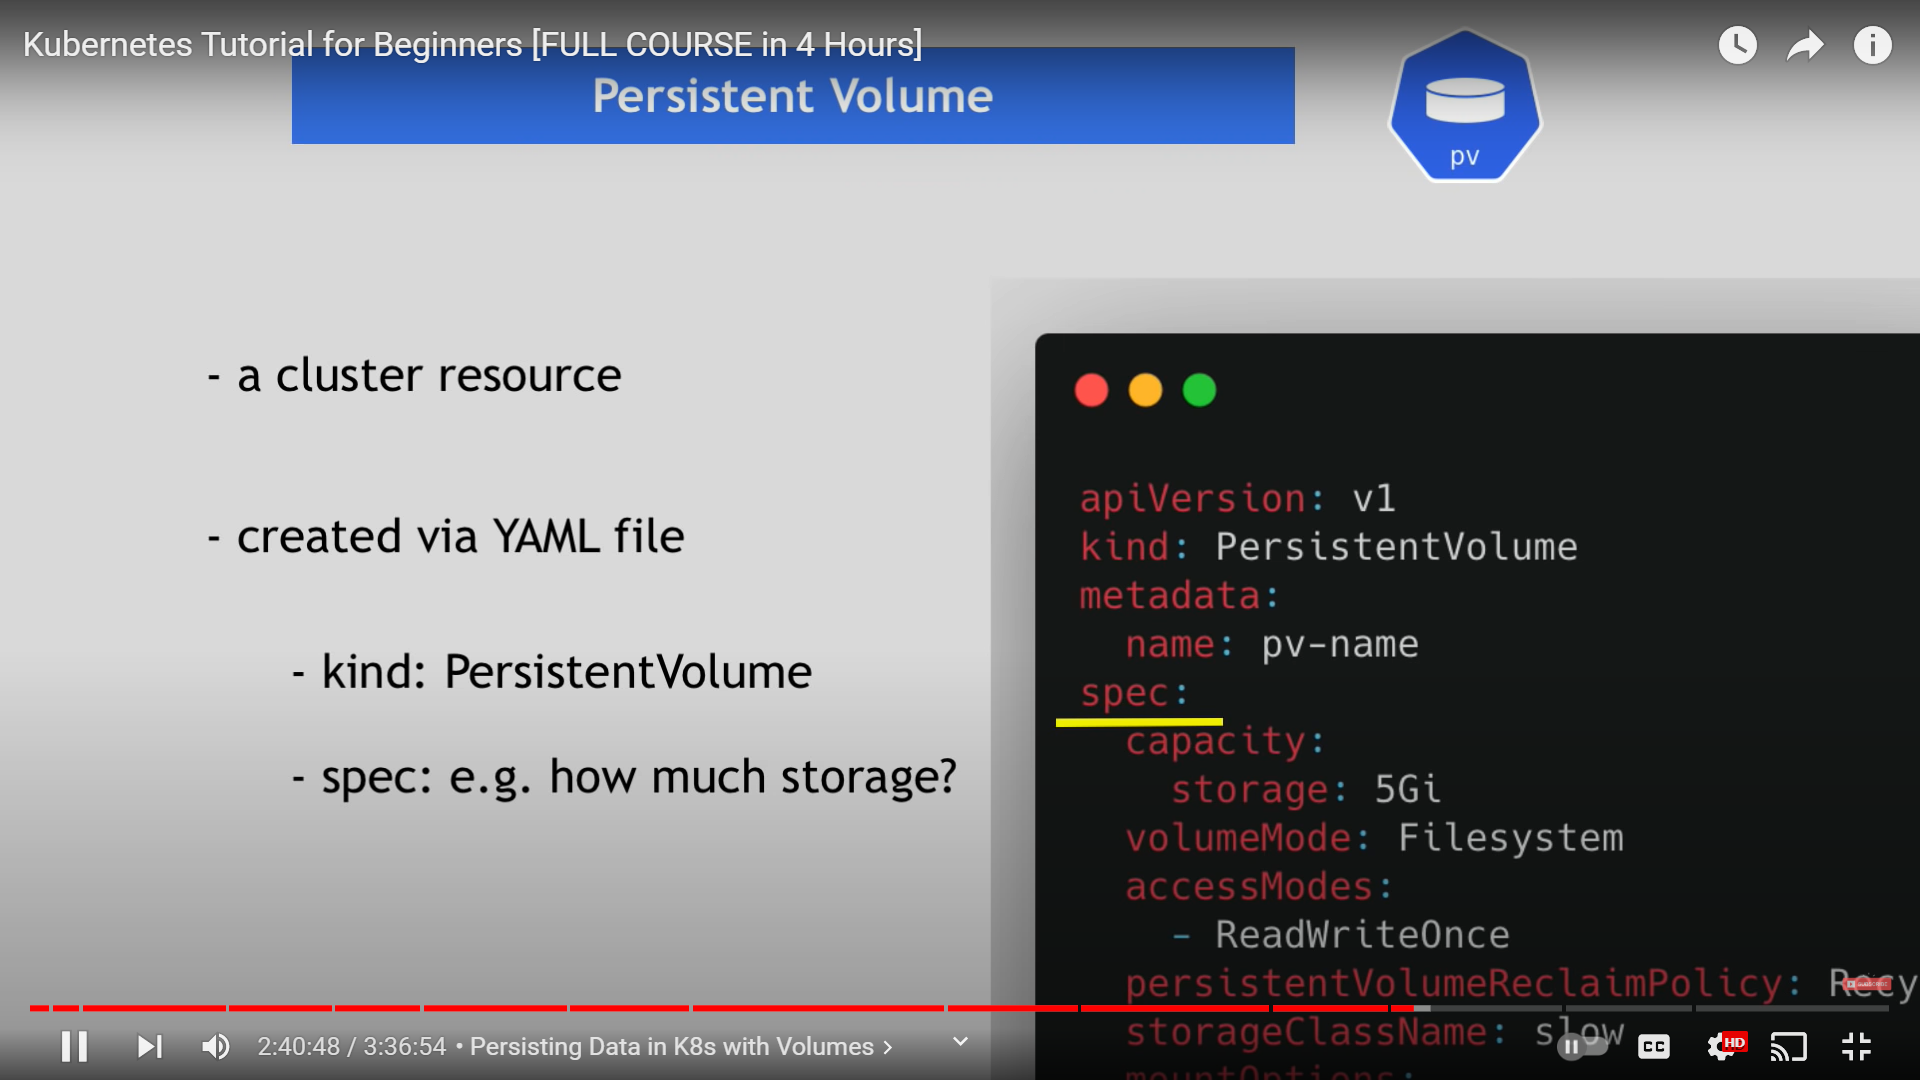 Kubernetes Tutorial for Beginners [FULL COURSE in 4 Hours]
Persistent Volume
pv
- a cluster resource
- created via YAML file
- kind: PersistentVolume
- spec: e.g. how much storage?
apiVersion: v1
kind: PersistentVolume
metadata:
name: pv-name
spec:
capacity:
storage: 5Gi
volumeMode: Filesystem
accessModes:
- ReadWriteOnce
persistentVolumeReclaimPolicy: Recy
storageClassName: slow
mountOptions:
2:40:48 / 3:36:54 • Persisting Data in K8s with Volumes
CC
HD